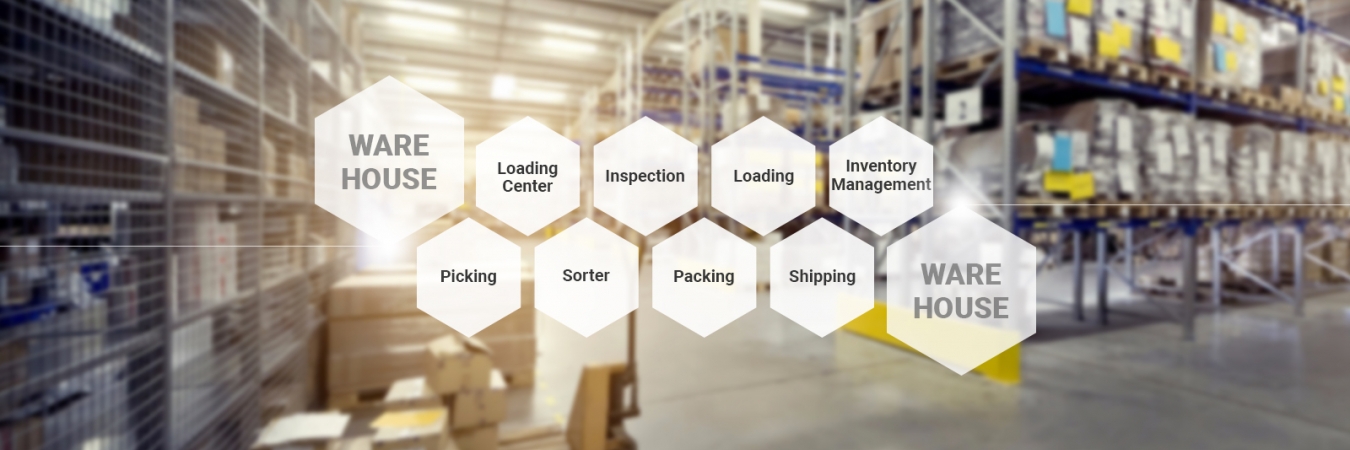 WARE
HOUSE
Loading
Center
Inspection
Loading
Inventory
Management
Picking
Sorter
Packing
Shipping
WARE
HOUSE